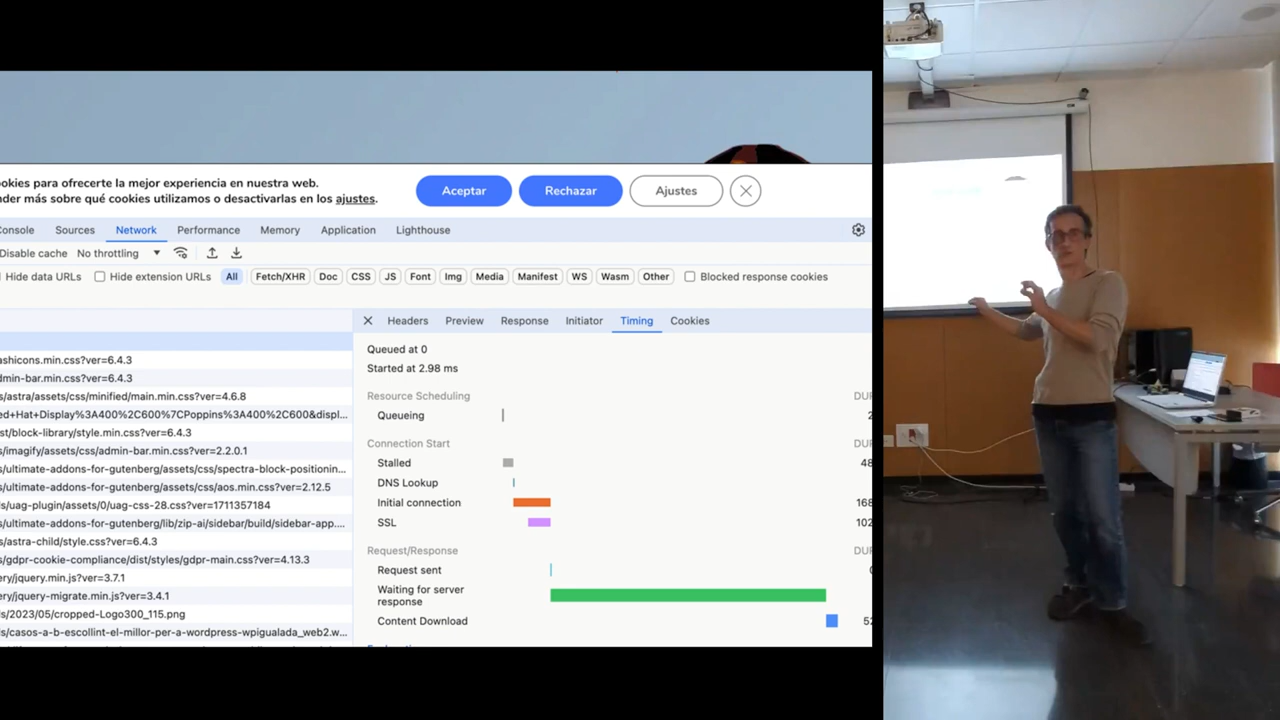 ookies para ofrecerte la mejor experiencia en nuestra web.
nder más sobre qué cookies utilizamos o desactivarlas en los ajustes.
Aceptar
Rechazar
Ajustes
onsole Sources Network Performance Memory Application Lighthouse
Disable cache No throttling
Hide data URLs Hide extension URLs All Fetch/XHR Doc CSS JS Font Img Media Manifest WS Wasm Other Blocked response cookies
Headers Preview Response Initiator Timing Cookies
ashicons.min.css?ver=6.4.3
dmin-bar.min.css?ver=6.4.3
s/astra/assets/css/minified/main.min.css?ver=4.6.8
ed+Hat+Display%3A400%2C600%7CPoppins%3A400%2C600&displ...
st/block-library/style.min.css?ver=6.4.3
s/imagify/assets/css/admin-bar.min.css?ver=2.2.0.1
s/ultimate-addons-for-gutenberg/assets/css/spectra-block-positionin...
s/ultimate-addons-for-gutenberg/assets/css/aos.min.css?ver=2.12.5
ds/uag-plugin/assets/0/uag-css-28.css?ver=1711357184
s/ultimate-addons-for-gutenberg/lib/zip-ai/sidebar/build/sidebar-app....
s/astra-child/style.css?ver=6.4.3
s/gdpr-cookie-compliance/dist/styles/gdpr-main.css?ver=4.13.3
ery/jquery.min.js?ver=3.7.1
ery/jquery-migrate.min.js?ver=3.4.1
ds/2023/05/cropped-Logo300_115.png
ds/casos-a-b-escollint-el-millor-per-a-wordpress-wpigualada_web2.w...
Queued at 0
Started at 2.98 ms
Resource Scheduling DUR
Queueing 2
Connection Start DUR
Stalled 48
DNS Lookup
Initial connection 168
SSL 102
Request/Response DUR
Request sent 0
Waiting for server
response
Content Download 52